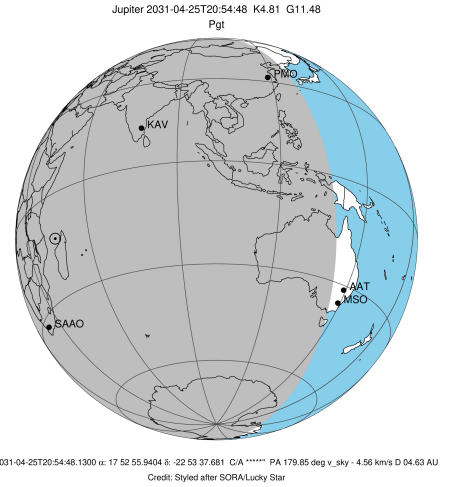 Jupiter 2031-04-25T20:54:48 K4.81 G11.48
Pgt
PMO
KAV
AAT
MSO
SAAO
031-04-25T20:54:48.1300 α: 17 52 55.9404 δ: -22 53 37.681 C/A *****" PA 179.85 deg v_sky - 4.56 km/s D 04.63 AU
Credit: Styled after SORA/Lucky Star